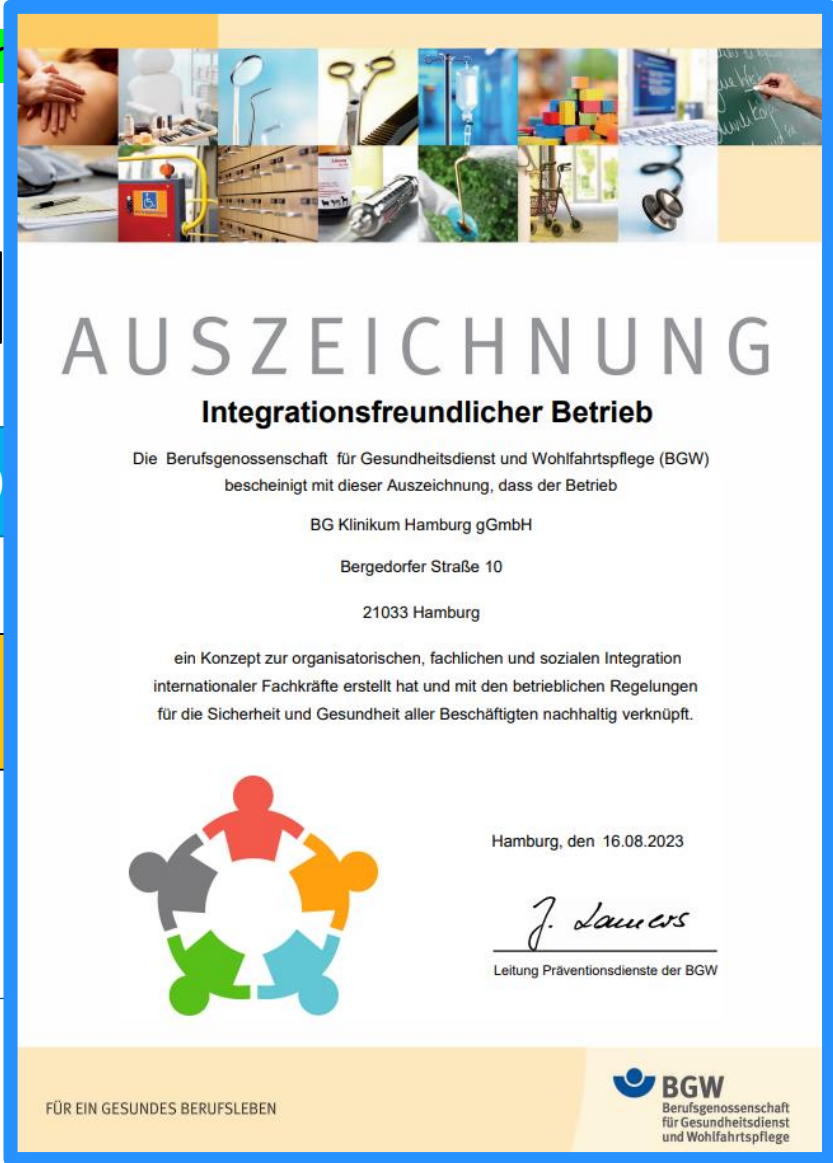 AUSZEICHNUNG
Integrationsfreundlicher Betrieb
Die Berufsgenossenschaft für Gesundheitsdienst und Wohlfahrtspflege (BGW)
bescheinigt mit dieser Auszeichnung, dass der Betrieb
BG Klinikum Hamburg gGmbH
Bergedorfer Straße 10
21033 Hamburg
ein Konzept zur organisatorischen, fachlichen und sozialen Integration
internationaler Fachkräfte erstellt hat und mit den betrieblichen Regelungen
für die Sicherheit und Gesundheit aller Beschäftigten nachhaltig verknüpft.
Hamburg, den 16.08.2023
J. Lamers
Leitung Präventionsdienste der BGW
FÜR EIN GESUNDES BERUFSLEBEN
BGW
Berufsgenossenschaft
für Gesundheitsdienst
und Wohlfahrtspflege